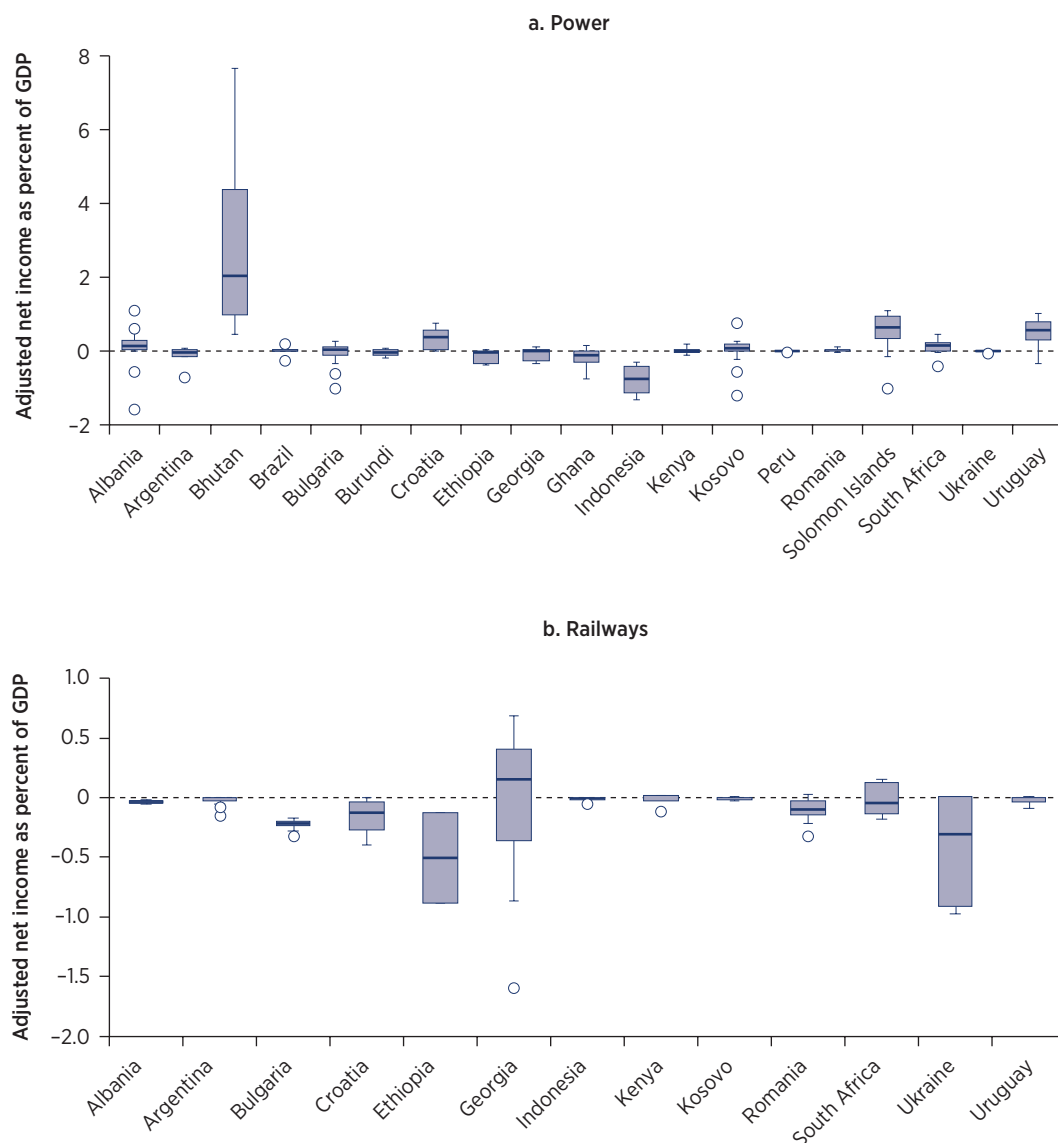 a. Power
Adjusted net income as percent of GDP
8
6
4
2
0
−2
Albania
Argentina
Bhutan
Brazil
Bulgaria
Burundi
Croatia
Ethiopia
Georgia
Ghana
Indonesia
Kenya
Kosovo
Peru
Romania
Solomon Islands
South Africa
Ukraine
Uruguay
b. Railways
Adjusted net income as percent of GDP
1.0
0.5
0
−0.5
−1.0
−1.5
−2.0
Albania
Argentina
Bulgaria
Croatia
Ethiopia
Georgia
Indonesia
Kenya
Kosovo
Romania
South Africa
Ukraine
Uruguay